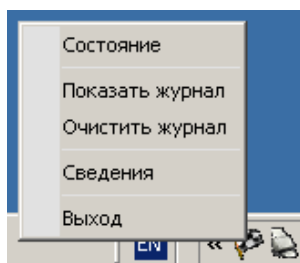 Состояние
Показать журнал
Очистить журнал
Сведения
Выход
EN
«